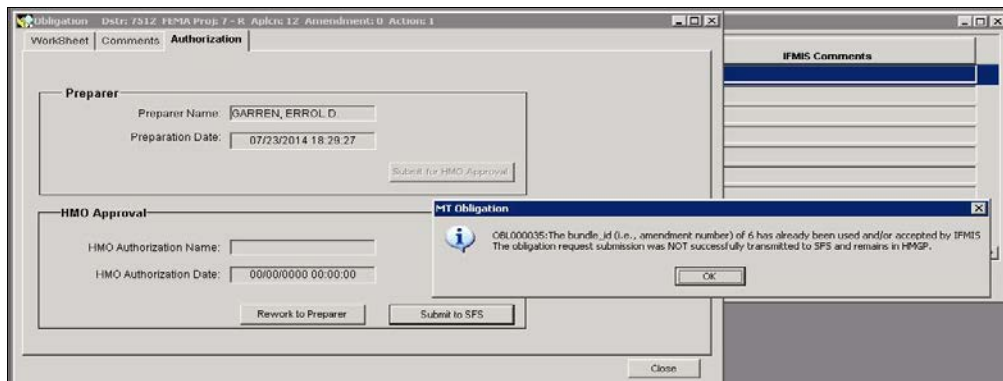 Obligation Dstr: 7512 FEMA Proj: 7 - R Aplcn: 12 Amendment: 0 Action: 1
WorkSheet Comments Authorization
IFMIS Comments
Preparer
Preparer Name: GARREN, ERROL D.
Preparation Date: 07/23/2014 18:29:27
Submit for HMO Approval
HMO Approval
HMO Authorization Name:
HMO Authorization Date: 00/00/0000 00:00:00
Rework to Preparer Submit to SFS
MT Obligation
OBL000035:The bundle_id (i.e., amendment number) of 6 has already been used and/or accepted by IFMIS
The obligation request submission was NOT successfully transmitted to SFS and remains in HMGP.
OK
Close